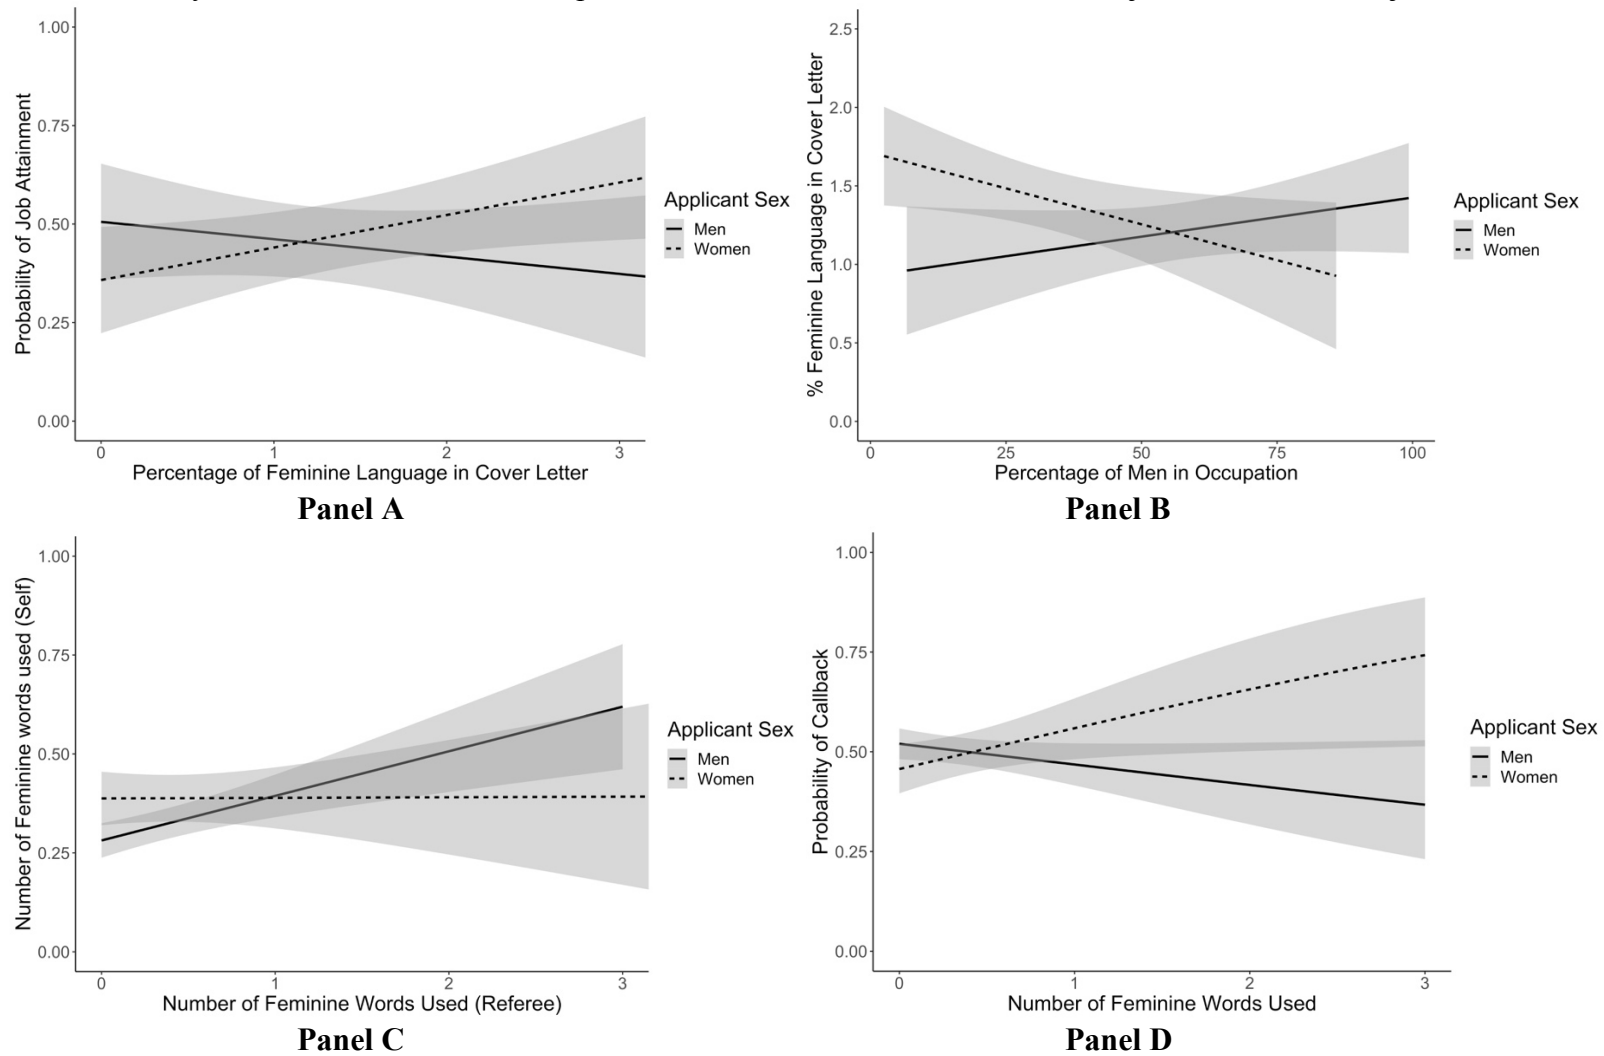 1.00
0.75
0.50
0.25
0.00
Probability of Job Attainment
0 1 2 3
Percentage of Feminine Language in Cover Letter
Applicant Sex
Men
Women
Panel A
2.5
2.0
1.5
1.0
0.5
0.0
% Feminine Language in Cover Letter
0 25 50 75 100
Percentage of Men in Occupation
Applicant Sex
Men
Women
Panel B
1.00
0.75
0.50
0.25
0.00
Number of Feminine words used (Self)
0 1 2 3
Number of Feminine Words Used (Referee)
Applicant Sex
Men
Women
Panel C
1.00
0.75
0.50
0.25
0.00
Probability of Callback
0 1 2 3
Number of Feminine Words Used
Applicant Sex
Men
Women
Panel D